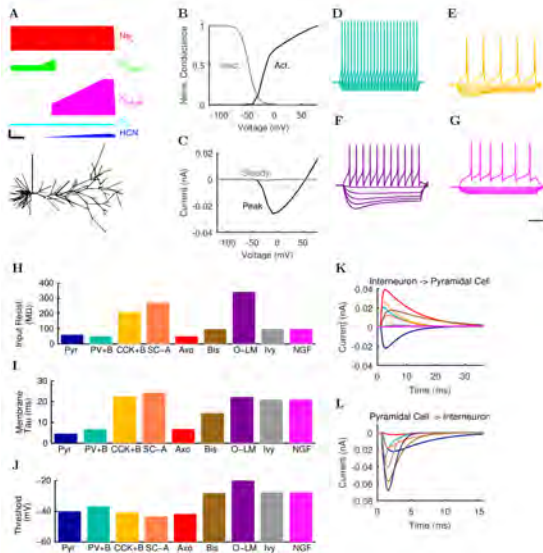 A
Nav
HCN
B
Norm. Conductance
1
0.5
0
Inact.
Act.
-100
-50
0
50
Voltage (mV)
C
Current (nA)
0.02
0
-0.02
-0.04
Steady
Peak
-50
0
50
Voltage (mV)
D
E
F
G
H
Input Resist.
(MΩ)
400
300
200
100
0
Pyr PV+B CCK+B SC-A Axo Bis O-LM Ivy NGF
I
Membrane
Tau (ms)
30
20
10
0
Pyr PV+B CCK+B SC-A Axo Bis O-LM Ivy NGF
J
Threshold
(mV)
-20
-40
-60
Pyr PV+B CCK+B SC-A Axo Bis O-LM Ivy NGF
K
Interneuron -> Pyramidal Cell
Current (nA)
0.04
0.02
0
-0.02
-0.04
0
10
20
30
Time (ms)
L
Pyramidal Cell -> Interneuron
Current (nA)
0
0.02
0.04
0.06
0.08
0
5
10
15
Time (ms)